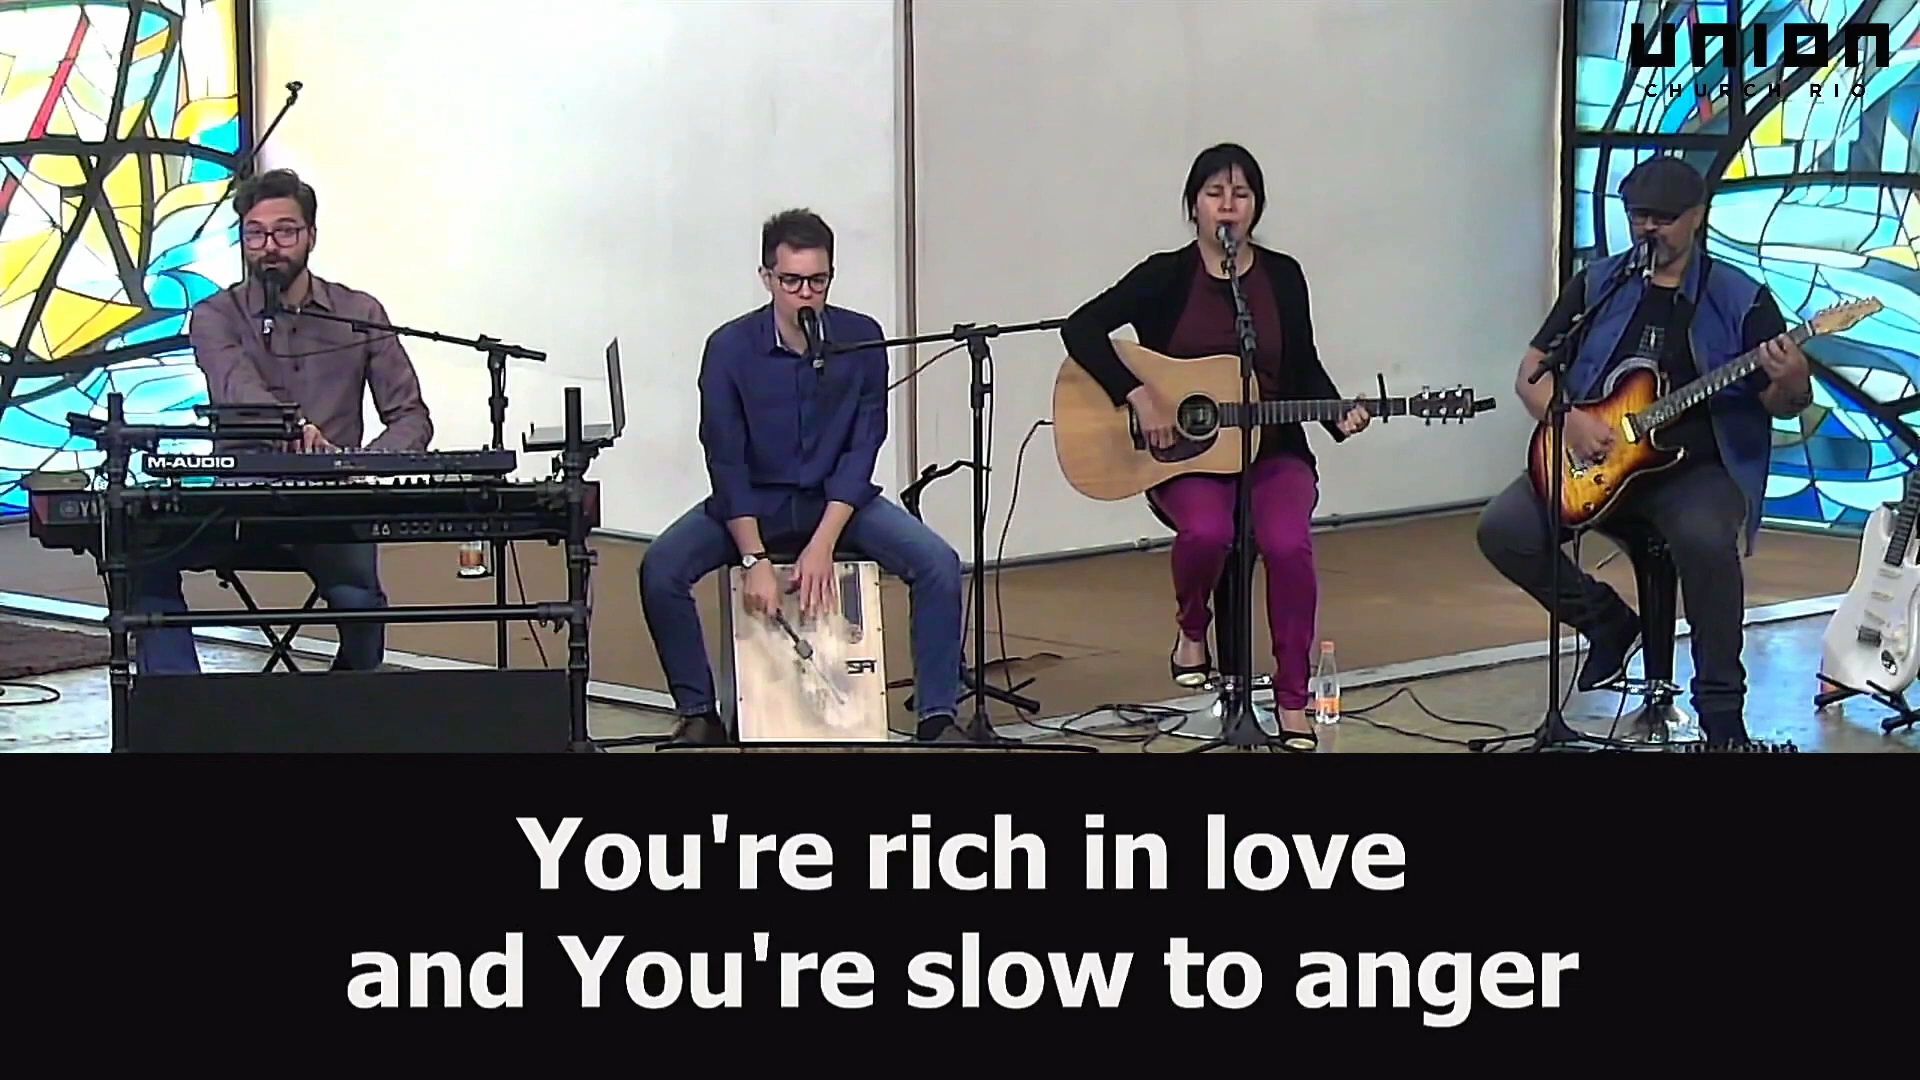 UNION
CHURCH RIO
M-AUDIO
You're rich in love
and You're slow to anger